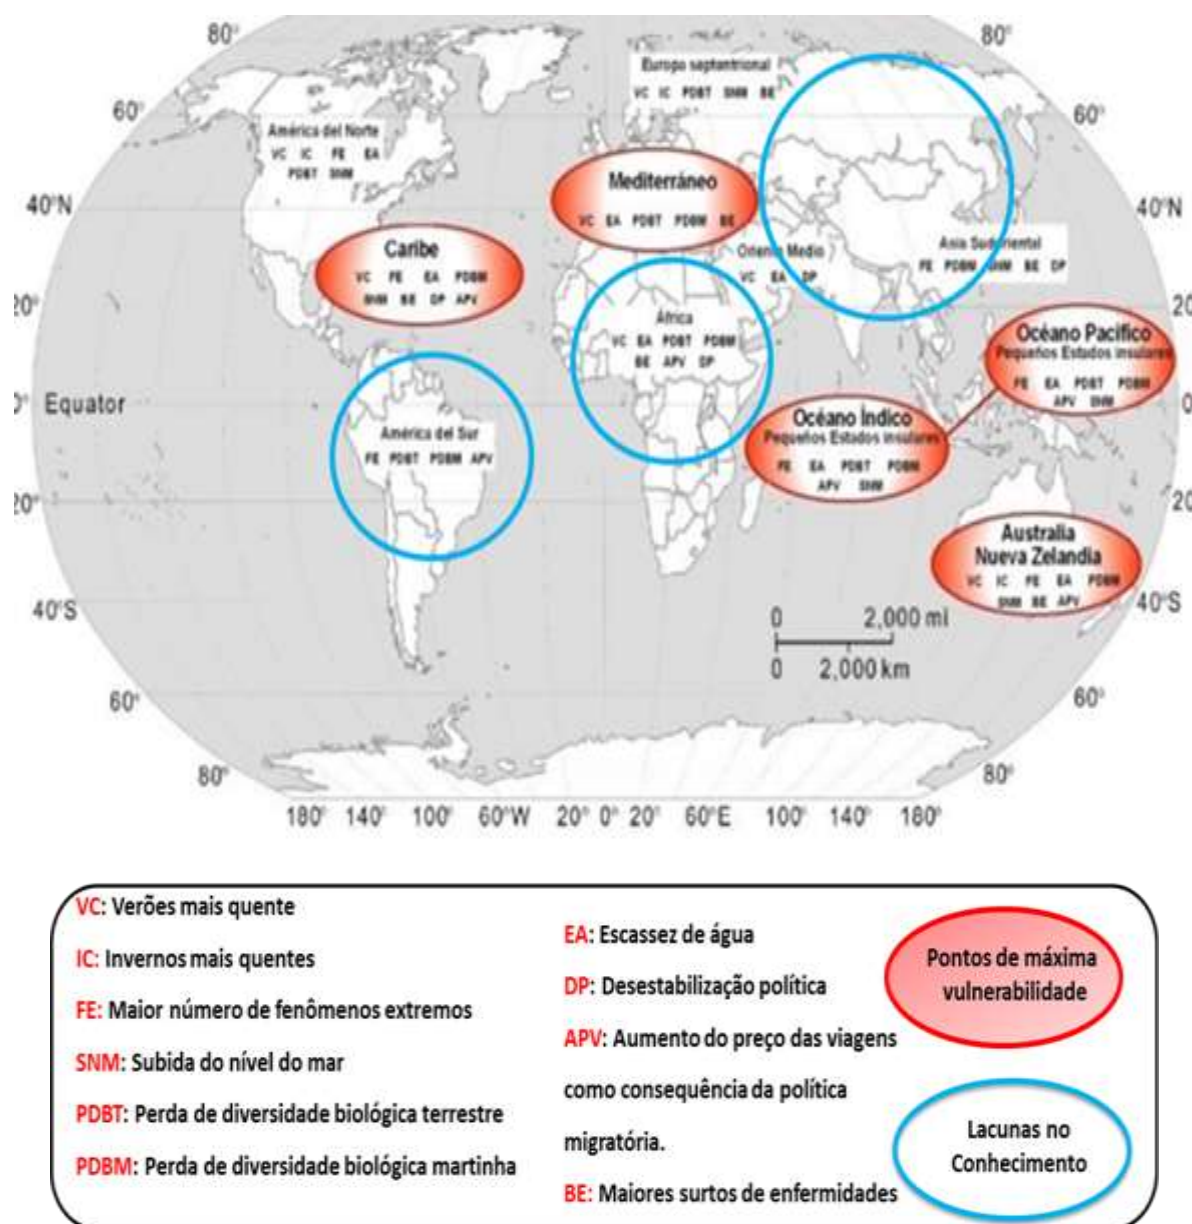 80°
80°
Europa septentrional
VC IC PDBT SNM BE
60°
60°
América del Norte
VC IC FE EA
PDBT SNM
Mediterráneo
VC EA PDBT PDBM BE
40°N
40°N
Caribe
VC FE EA PDBM
SNM BE DP APV
Oriente Medio
VC EA DP
Asia Sudoriental
FE PDBM SNM BE DP
20°
20
África
VC EA PDBT PDBM
BE APV DP
Océano Pacífico
Pequeños Estados insulares
FE EA PDBT PDBM
APV SNM
Equator
0°
0
Océano Índico
Pequeños Estados insulares
FE EA PDBT PDBM
APV SNM
América del Sur
FE PDBT PDBM APV
20°
20
Australia
Nueva Zelandia
VC IC FE EA PDBM
SNM BE APV
40°S
40°S
0 2,000 mi
0 2,000 km
60°
60°
80°
80°
180° 140° 100° 60°W 20° 0° 20° 60°E 100° 140° 180°
VC: Verões mais quente
IC: Invernos mais quentes
FE: Maior número de fenômenos extremos
SNM: Subida do nível do mar
PDBT: Perda de diversidade biológica terrestre
PDBM: Perda de diversidade biológica martinha
EA: Escassez de água
DP: Desestabilização política
APV: Aumento do preço das viagens
como consequência da política
migratória.
BE: Maiores surtos de enfermidades
Pontos de máxima
vulnerabilidade
Lacunas no
Conhecimento